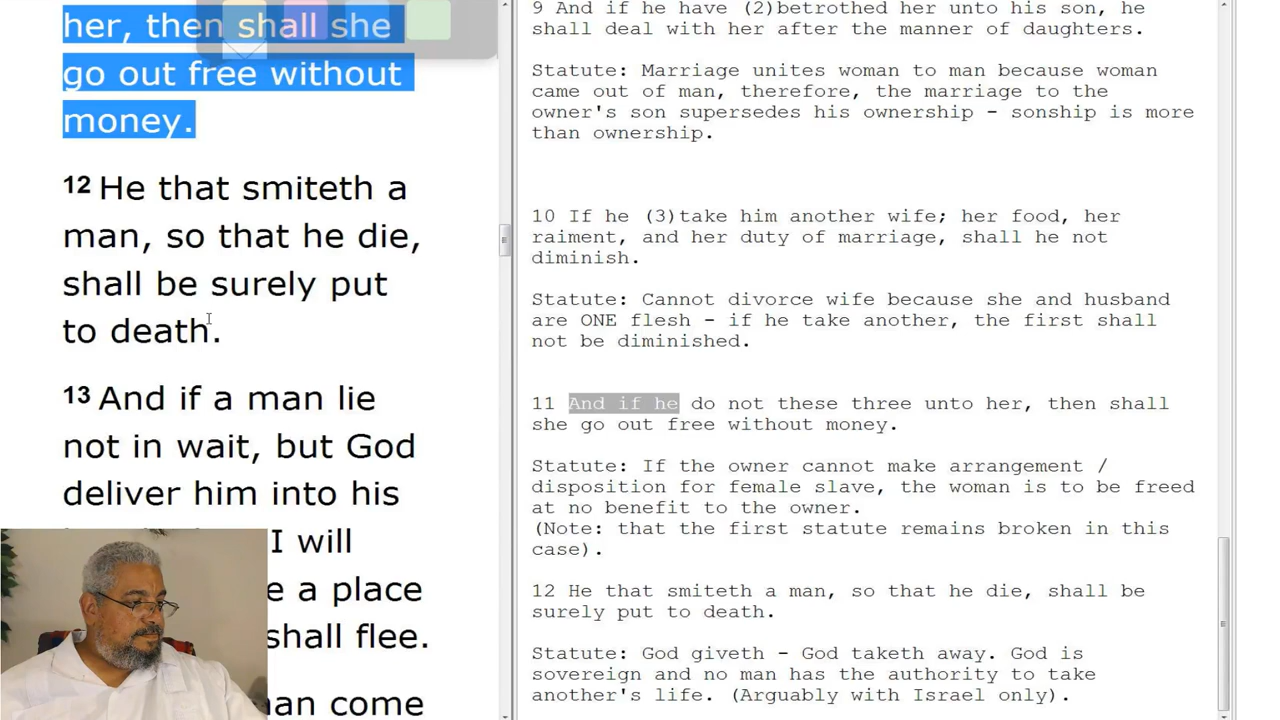 her, then shall she
go out free without
money.
12 He that smiteth a
man, so that he die,
shall be surely put
to death.
13 And if a man lie
not in wait, but God
deliver him into his
I will
e a place
shall flee.
an come
9 And if he have (2)betrothed her unto his son, he
shall deal with her after the manner of daughters.
Statute: Marriage unites woman to man because woman
came out of man, therefore, the marriage to the
owner's son supersedes his ownership - sonship is more
than ownership.
10 If he (3)take him another wife; her food, her
raiment, and her duty of marriage, shall he not
diminish.
Statute: Cannot divorce wife because she and husband
are ONE flesh - if he take another, the first shall
not be diminished.
11 And if he do not these three unto her, then shall
she go out free without money.
Statute: If the owner cannot make arrangement /
disposition for female slave, the woman is to be freed
at no benefit to the owner.
(Note: that the first statute remains broken in this
case).
12 He that smiteth a man, so that he die, shall be
surely put to death.
Statute: God giveth - God taketh away. God is
sovereign and no man has the authority to take
another's life. (Arguably with Israel only).